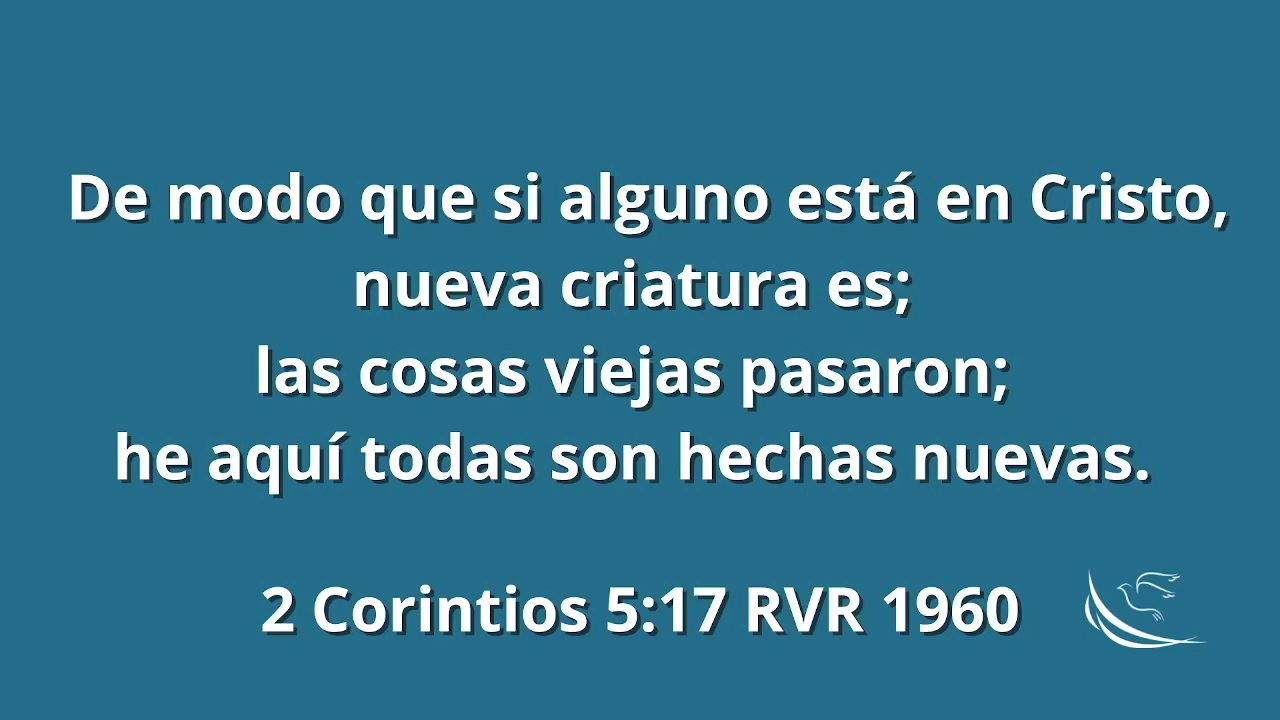 De modo que si alguno está en Cristo,
nueva criatura es;
las cosas viejas pasaron;
he aquí todas son hechas nuevas.
2 Corintios 5:17 RVR 1960